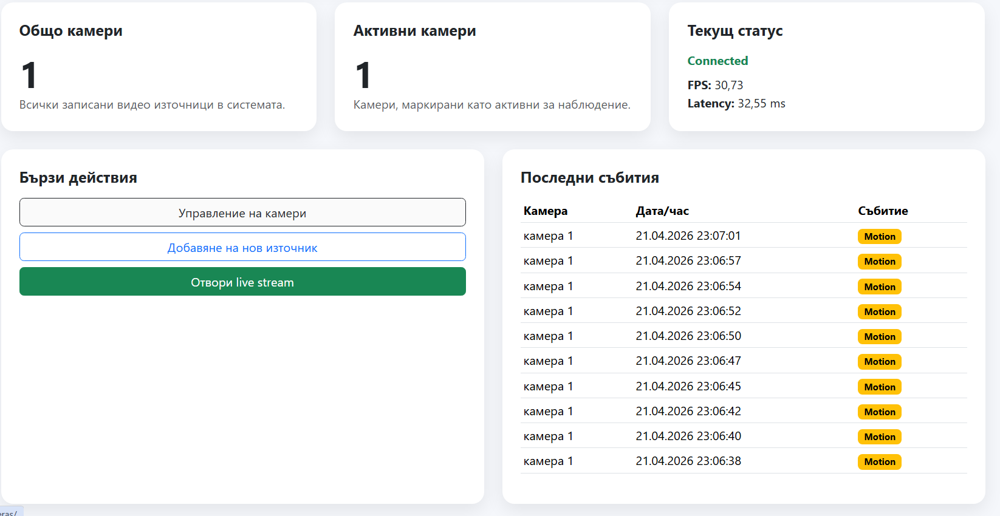 Общо камери
1
Всички записани видео източници в системата.
Активни камери
1
Камери, маркирани като активни за наблюдение.
Текущ статус
Connected
FPS: 30,73
Latency: 32,55 ms
Бързи действия
Управление на камери
Добавяне на нов източник
Отвори live stream
Последни събития
Камера Дата/час Събитие
камера 1 21.04.2026 23:07:01 Motion
камера 1 21.04.2026 23:06:57 Motion
камера 1 21.04.2026 23:06:54 Motion
камера 1 21.04.2026 23:06:52 Motion
камера 1 21.04.2026 23:06:50 Motion
камера 1 21.04.2026 23:06:47 Motion
камера 1 21.04.2026 23:06:45 Motion
камера 1 21.04.2026 23:06:42 Motion
камера 1 21.04.2026 23:06:40 Motion
камера 1 21.04.2026 23:06:38 Motion